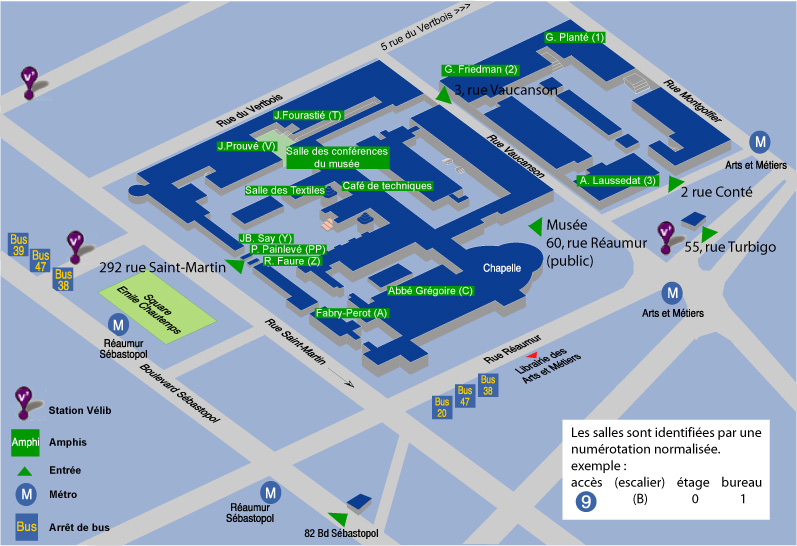 5 rue du Vertbois >>>
G. Planté (1)
G. Friedman (2)
3, rue Vaucanson
Rue Montgolfier
Rue du Vertbois
J.Fourastié (T)
J.Prouvé (V)
Salle des conférences
du musée
Rue Vaucanson
M
Arts et Métiers
Salle des Textiles
Café de techniques
A. Laussedat (3)
2 rue Conté
Bus
39
Bus
47
Bus
38
JB. Say (Y)
P. Painlevé (PP)
R. Faure (Z)
292 rue Saint-Martin
Musée
60, rue Réaumur
(public)
55, rue Turbigo
Chapelle
Abbé Grégoire (C)
Fabry-Perot (A)
Square
Emile Chautemps
M
Arts et Métiers
M
Réaumur
Sébastopol
Rue Saint-Martin
Rue Réaumur
Librairie des
Arts et Métiers
Boulevard Sébastopol
Bus
20
Bus
47
Bus
38
Station Vélib
Amphi
Amphis
Entrée
M
Métro
Bus
Arrêt de bus
M
Réaumur
Sébastopol
82 Bd Sébastopol
Les salles sont identifiées par une
numérotation normalisée.
exemple :
accès (escalier) étage bureau
9 (B) 0 1